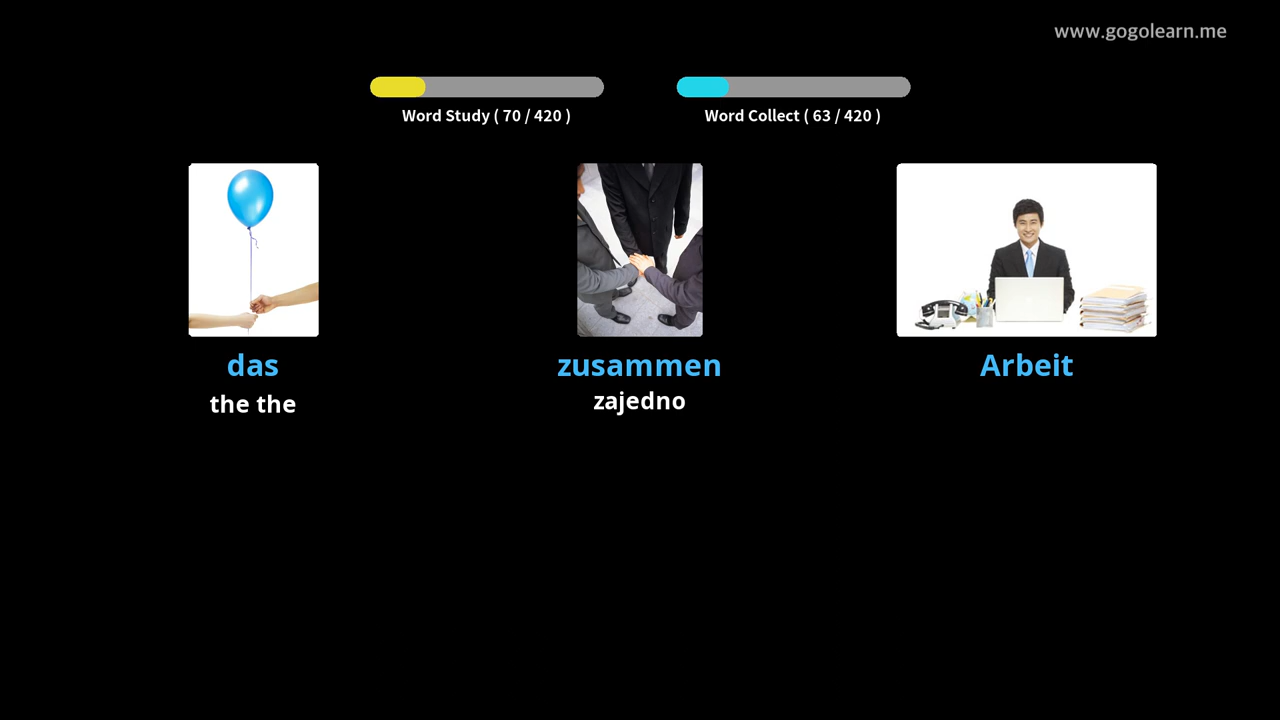 www.gogolearn.me
Word Study ( 70 / 420 )
Word Collect ( 63 / 420 )
das
the the
zusammen
zajedno
Arbeit